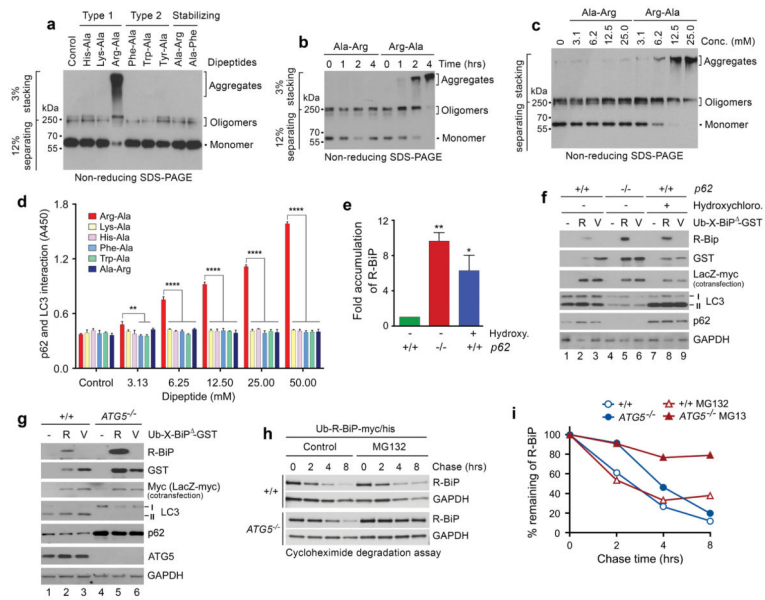 a
Type 1 Type 2 Stabilizing
Control His-Ala Lys-Ala Arg-Ala Phe-Ala Trp-Ala Tyr-Ala Ala-Arg Ala-Phe
Dipeptides
3% stacking
12% separating
kDa
250
70
55
Aggregates
Oligomers
Monomer
Non-reducing SDS-PAGE
b
Ala-Arg Arg-Ala
0 1 2 4 0 1 2 4 Time (hrs)
3% stacking
12% separating
kDa
250
70
55
Aggregates
Oligomers
Monomer
Non-reducing SDS-PAGE
c
Ala-Arg Arg-Ala
0 3.1 6.2 12.5 25.0 3.1 6.2 12.5 25.0 Conc. (mM)
3% stacking
12% separating
kDa
250
70
55
Aggregates
Oligomers
Monomer
Non-reducing SDS-PAGE
d
p62 and LC3 interaction (A450)
1.8
1.2
0.6
0.0
Arg-Ala
Lys-Ala
His-Ala
Phe-Ala
Trp-Ala
Ala-Arg
** **** **** **** ****
Control 3.13 6.25 12.50 25.00 50.00
Dipeptide (mM)
e
Fold accumulation
of R-BiP
15
10
5
0
** *
- - + Hydroxy.
+/+ -/- +/+ p62
f
+/+ -/- +/+ p62
- - + Hydroxychloro.
- R V - R V - R V Ub-X-BiPΔ-GST
R-Bip
GST
LacZ-myc
(cotransfection)
I
II
LC3
p62
GAPDH
1 2 3 4 5 6 7 8 9
g
+/+ ATG5-/-
- R V - R V Ub-X-BiPΔ-GST
R-BiP
GST
Myc (LacZ-myc)
(cotransfection)
I
II
LC3
p62
ATG5
GAPDH
1 2 3 4 5 6
h
Ub-R-BiP-myc/his
Control MG132
0 2 4 8 0 2 4 8 Chase (hrs)
+/+
R-BiP
GAPDH
ATG5-/-
R-BiP
GAPDH
Cycloheximide degradation assay
i
+/+ +/+ MG132
ATG5-/- ATG5-/- MG13
% remaining of R-BiP
100
80
60
40
20
0
0 2 4 8
Chase time (hrs)